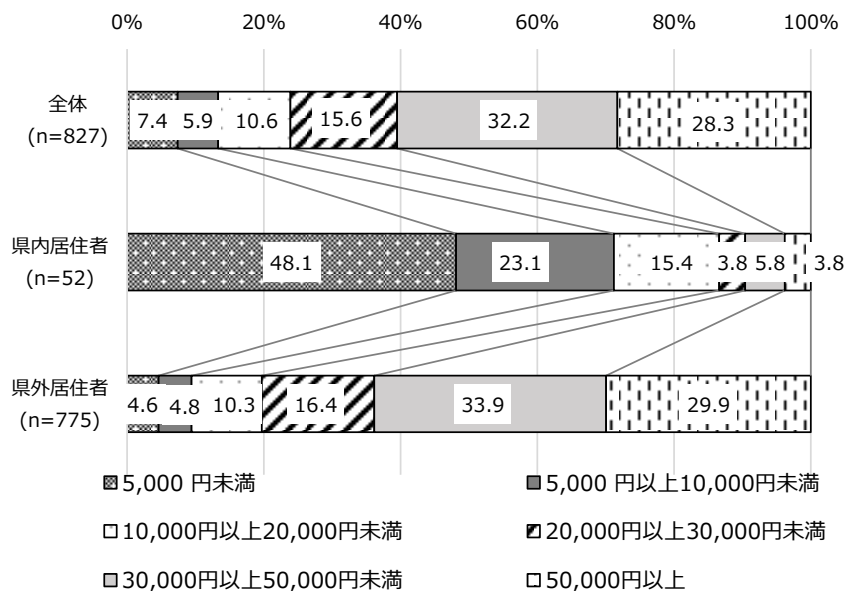 0% 20% 40% 60% 80% 100%
全体
(n=827)
7.4 5.9 10.6 15.6 32.2 28.3
県内居住者
(n=52)
48.1 23.1 15.4 3.8 5.8 3.8
県外居住者
(n=775)
4.6 4.8 10.3 16.4 33.9 29.9
5,000 円未満 5,000 円以上10,000円未満
10,000円以上20,000円未満 20,000円以上30,000円未満
30,000円以上50,000円未満 50,000円以上